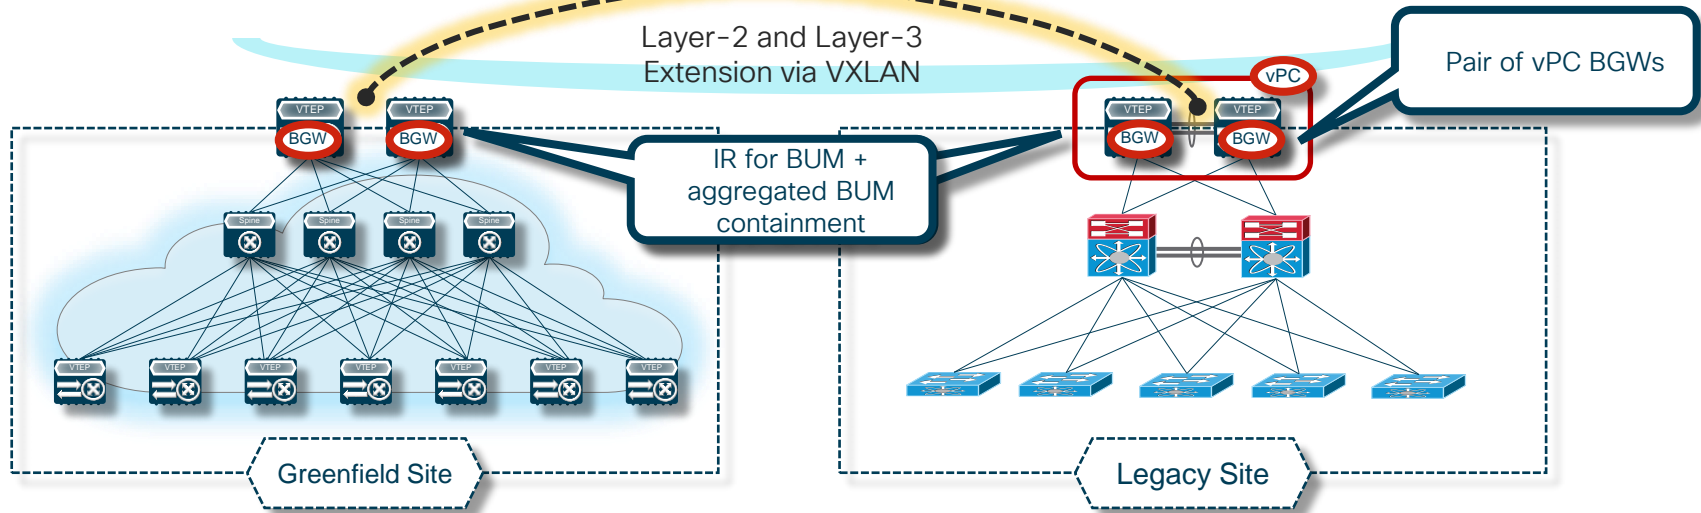 Layer-2 and Layer-3
Extension via VXLAN
Pair of vPC BGWs
vPC
VTEP
VTEP
VTEP
VTEP
BGW
BGW
BGW
BGW
IR for BUM +
aggregated BUM
containment
Spine
Spine
Spine
Spine
VTEP
VTEP
VTEP
VTEP
VTEP
VTEP
VTEP
Greenfield Site
Legacy Site